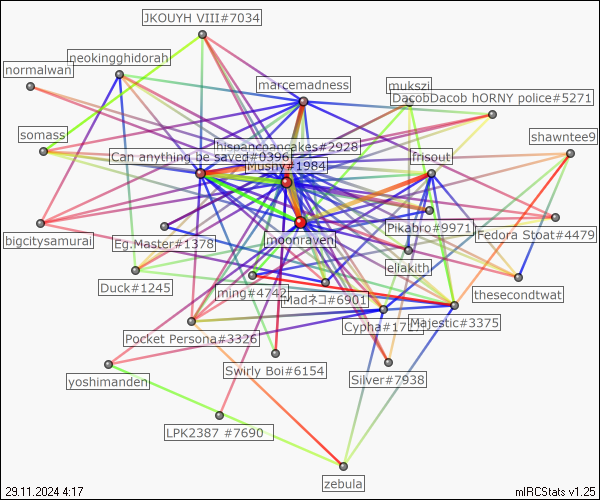 JKOUYH VIII#7034
neokingghidorah
normalwan
marcemadness
mukszi
DacobDacob hORNY police#5271
somass
shawntee9
hispancpancakes#2928
Can anything be saved#0396
frisout
Mushy#1984
bigcitysamurai
Eg.Master#1378
moonraven
Pikabro#9971
Fedora Stoat#4479
eliakith
Duck#1245
ming#4742
Madネコ#6901
thesecondtwat
Cypha#17
Majestic#3375
Pocket Persona#3326
yoshimanden
Swirly Boi#6154
Silver#7938
LPK2387 #7690
zebula
29.11.2024 4:17
mIRCStats v1.25